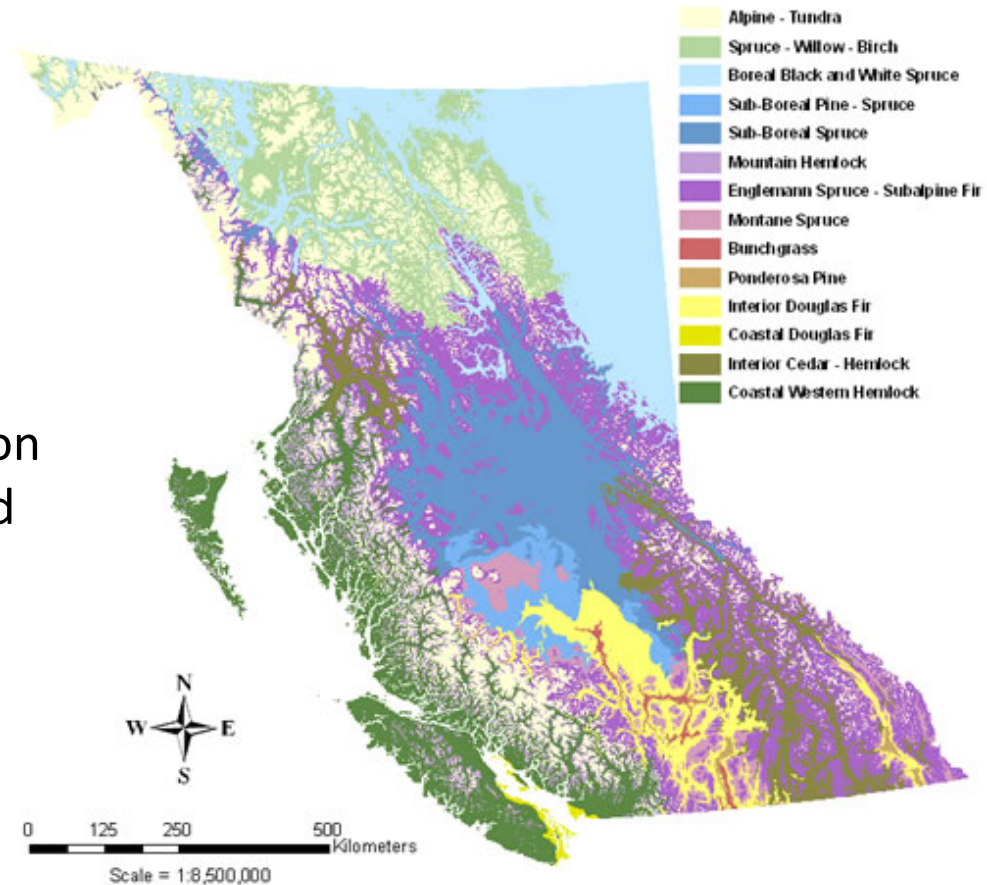 Alpine - Tundra
Spruce - Willow - Birch
Boreal Black and White Spruce
Sub-Boreal Pine - Spruce
Sub-Boreal Spruce
Mountain Hemlock
Englemann Spruce - Subalpine Fir
Montane Spruce
Bunchgrass
Ponderosa Pine
Interior Douglas Fir
Coastal Douglas Fir
Interior Cedar - Hemlock
Coastal Western Hemlock
on
d
N
W E
S
0 125 250 500
Kilometers
Scale = 1:8,500,000